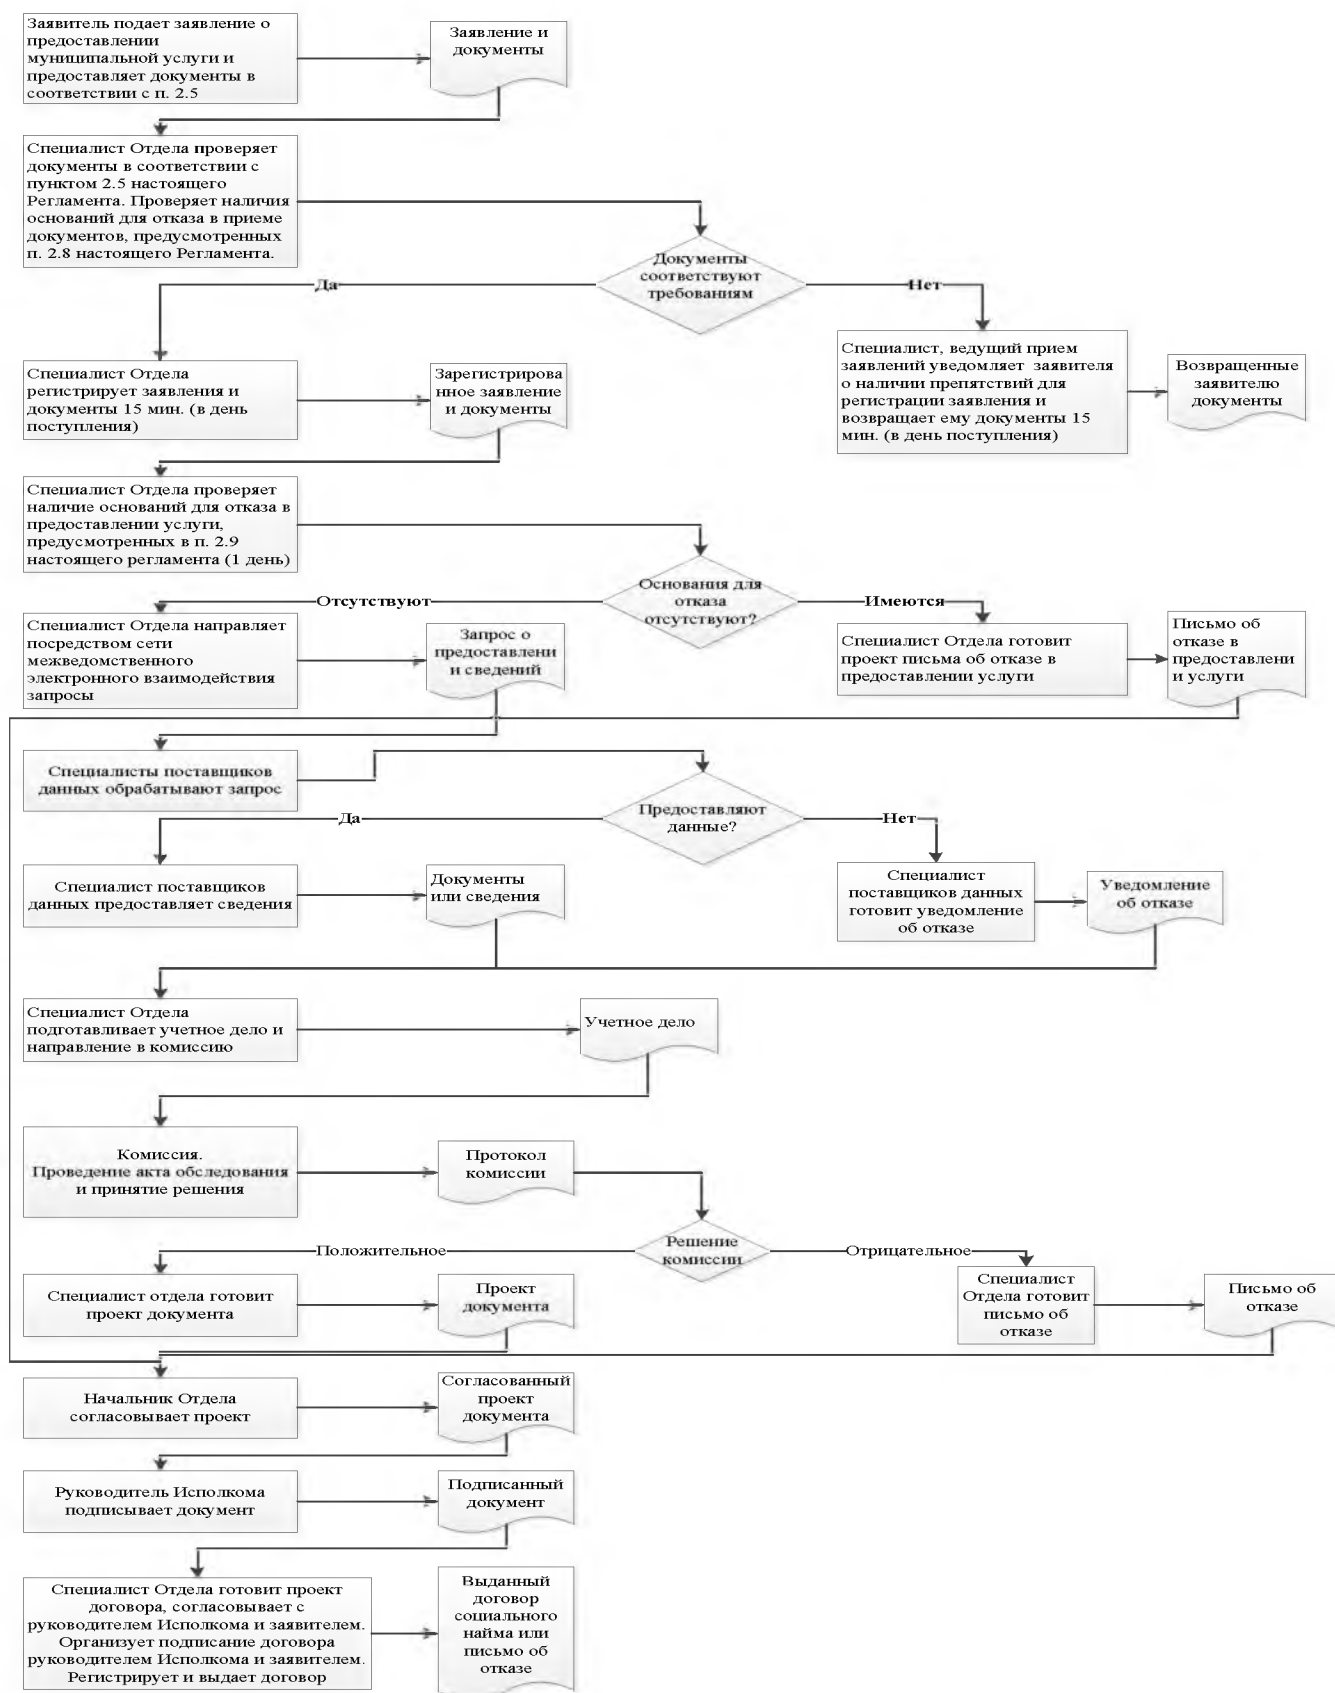 Заявитель подает заявление о
предоставлении
муниципальной услуги и
предоставляет документы в
соответствии с п. 2.5
Заявление и
документы
Специалист Отдела проверяет
документы в соответствии с
пунктом 2.5 настоящего
Регламента. Проверяет наличия
оснований для отказа в приеме
документов, предусмотренных
п. 2.8 настоящего Регламента.
Документы
соответствуют
требованиям
Да
Нет
Специалист Отдела
регистрирует заявления и
документы 15 мин. (в день
поступления)
Зарегистрирова
нное заявление
и документы
Специалист, ведущий прием
заявлений уведомляет заявителя
о наличии препятствий для
регистрации заявления и
возвращает ему документы 15
мин. (в день поступления)
Возвращенные
заявителю
документы
Специалист Отдела проверяет
наличие оснований для отказа в
предоставлении услуги,
предусмотренных в п. 2.9
настоящего регламента (1 день)
Основания для
отказа
отсутствуют?
Отсутствуют
Имеются
Специалист Отдела направляет
посредством сети
межведомственного
электронного взаимодействия
запросы
Запрос о
предоставлени
и сведений
Специалист Отдела готовит
проект письма об отказе в
предоставлении услуги
Письмо об
отказе в
предоставлени
и услуги
Специалисты поставщиков
данных обрабатывают запрос
Предоставляют
данные?
Да
Нет
Специалист поставщиков
данных предоставляет сведения
Документы
или сведения
Специалист
поставщиков данных
готовит уведомление
об отказе
Уведомление
об отказе
Специалист Отдела
подготавливает учетное дело и
направление в комиссию
Учетное дело
Комиссия.
Проведение акта обследования
и принятие решения
Протокол
комиссии
Решение
комиссии
Положительное
Отрицательное
Специалист отдела готовит
проект документа
Проект
документа
Специалист
Отдела готовит
письмо об
отказе
Письмо об
отказе
Начальник Отдела
согласовывает проект
Согласованный
проект
документа
Руководитель Исполкома
подписывает документ
Подписанный
документ
Специалист Отдела готовит проект
договора, согласовывает с
руководителем Исполкома и заявителем.
Организует подписание договора
руководителем Исполкома и заявителем.
Регистрирует и выдает договор
Выданный
договор
социального
найма или
письмо об
отказе